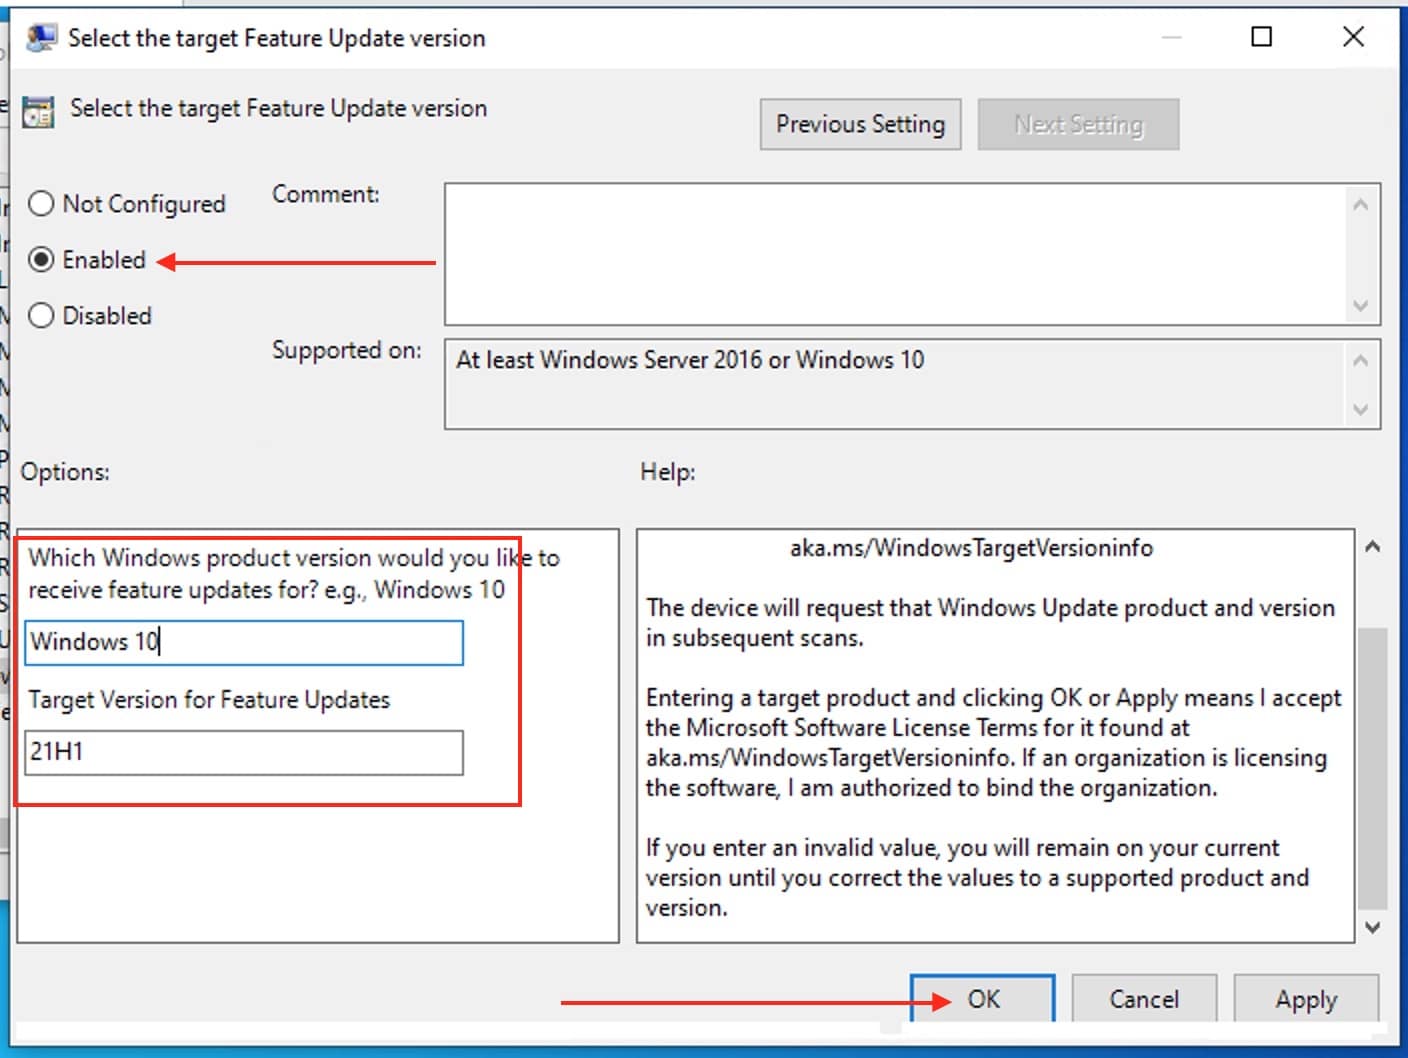 Select the target Feature Update version
Select the target Feature Update version
Previous Setting
Next Setting
Not Configured
Comment:
Enabled
Disabled
Supported on:
At least Windows Server 2016 or Windows 10
Options:
Help:
Which Windows product version would you like to
receive feature updates for? e.g., Windows 10
Windows 10
Target Version for Feature Updates
21H1
aka.ms/WindowsTargetVersioninfo
The device will request that Windows Update product and version
in subsequent scans.
Entering a target product and clicking OK or Apply means I accept
the Microsoft Software License Terms for it found at
aka.ms/WindowsTargetVersioninfo. If an organization is licensing
the software, I am authorized to bind the organization.
If you enter an invalid value, you will remain on your current
version until you correct the values to a supported product and
version.
OK
Cancel
Apply